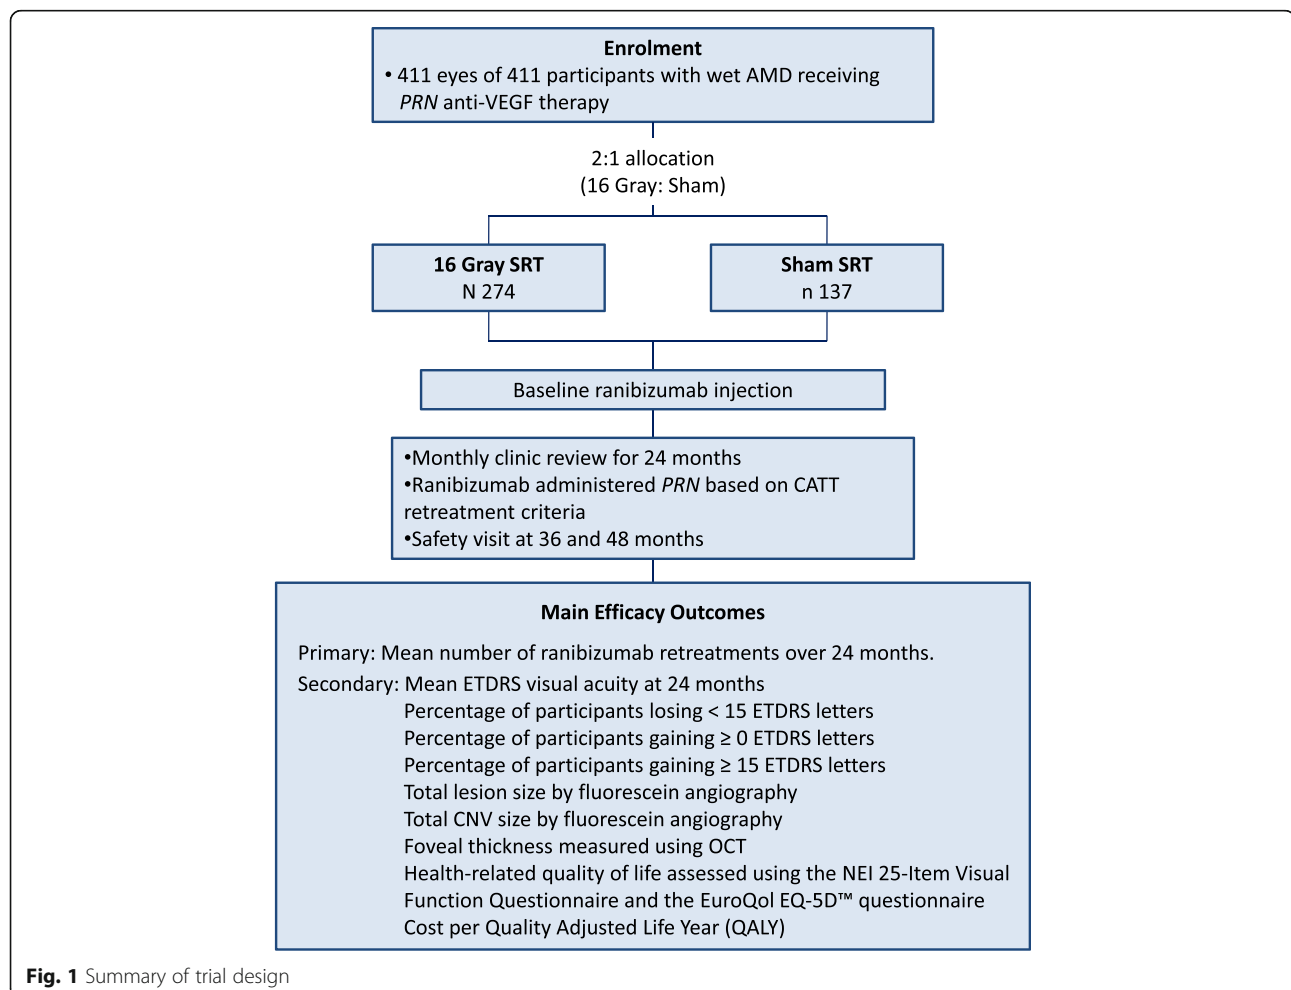 Enrolment
• 411 eyes of 411 participants with wet AMD receiving
PRN anti-VEGF therapy
2:1 allocation
(16 Gray: Sham)
16 Gray SRT
N 274
Sham SRT
n 137
Baseline ranibizumab injection
•Monthly clinic review for 24 months
•Ranibizumab administered PRN based on CATT
retreatment criteria
•Safety visit at 36 and 48 months
Main Efficacy Outcomes
Primary: Mean number of ranibizumab retreatments over 24 months.
Secondary: Mean ETDRS visual acuity at 24 months
Percentage of participants losing < 15 ETDRS letters
Percentage of participants gaining ≥ 0 ETDRS letters
Percentage of participants gaining ≥ 15 ETDRS letters
Total lesion size by fluorescein angiography
Total CNV size by fluorescein angiography
Foveal thickness measured using OCT
Health-related quality of life assessed using the NEI 25-Item Visual
Function Questionnaire and the EuroQol EQ-5D™ questionnaire
Cost per Quality Adjusted Life Year (QALY)
Fig. 1 Summary of trial design